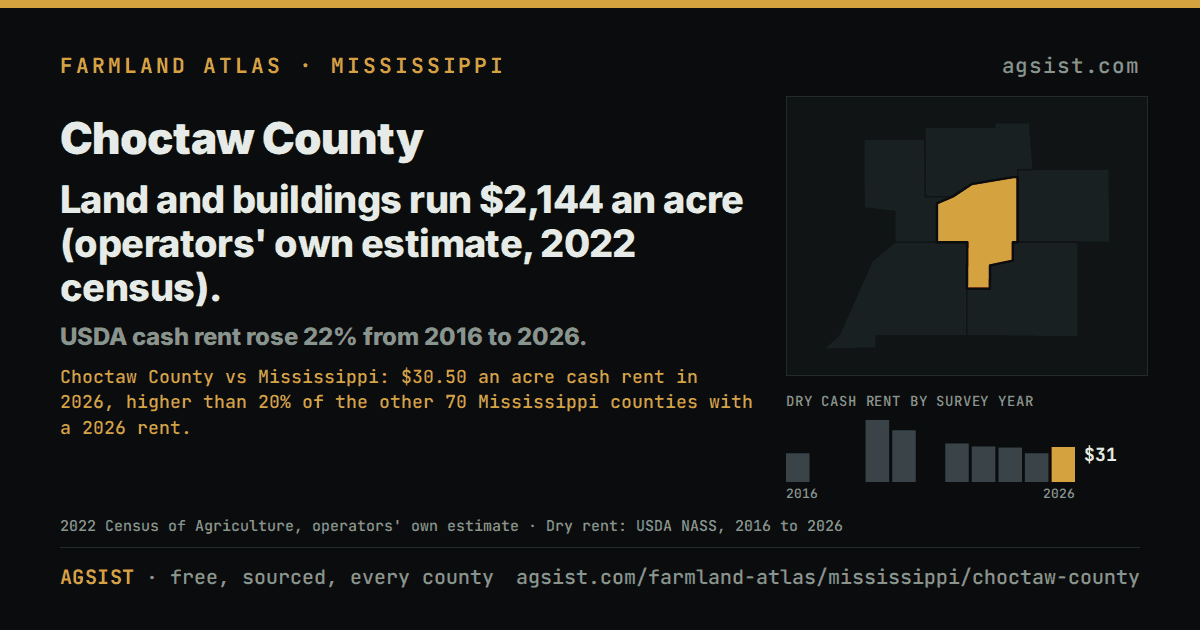 FARMLAND ATLAS · MISSISSIPPI
agsist.com
Choctaw County
Land and buildings run $2,144 an acre
(operators' own estimate, 2022
census).
USDA cash rent rose 22% from 2016 to 2026.
Choctaw County vs Mississippi: $30.50 an acre cash rent in
2026, higher than 20% of the other 70 Mississippi counties with
a 2026 rent.
DRY CASH RENT BY SURVEY YEAR
$31
2016
2026
2022 Census of Agriculture, operators' own estimate · Dry rent: USDA NASS, 2016 to 2026
AGSIST · free, sourced, every county
agsist.com/farmland-atlas/mississippi/choctaw-county